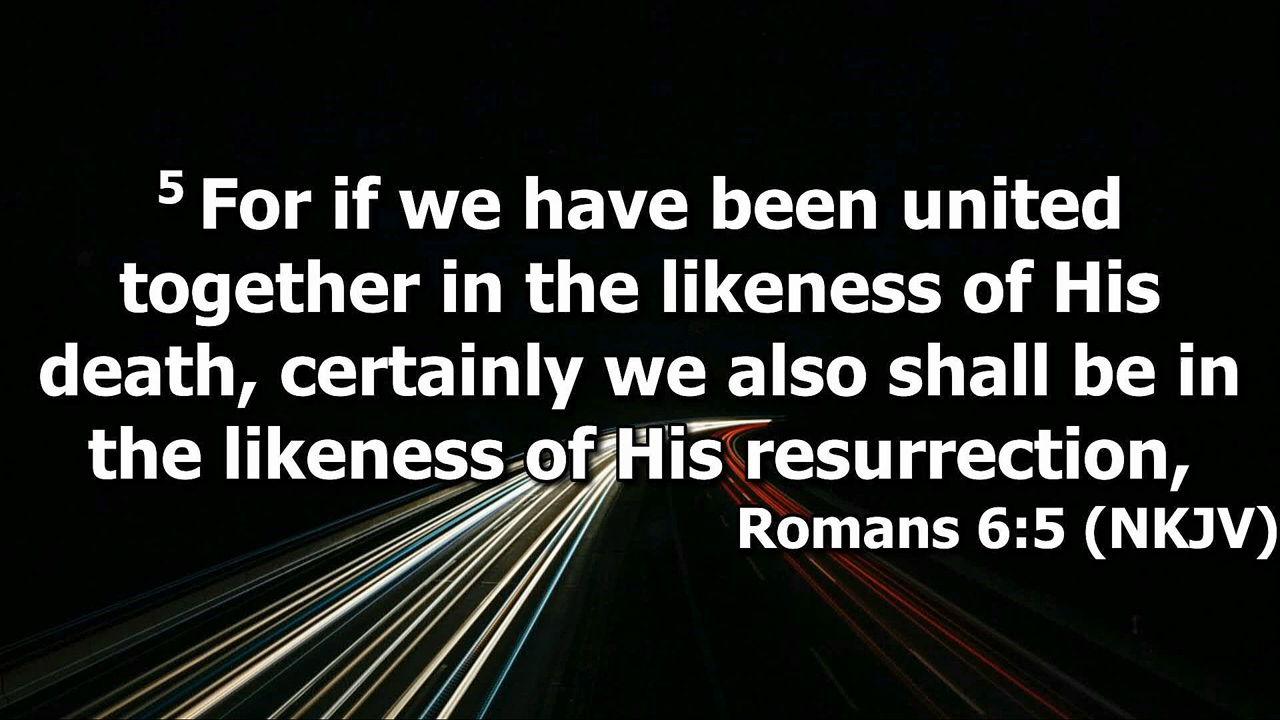 5 For if we have been united
together in the likeness of His
death, certainly we also shall be in
the likeness of His resurrection,
Romans 6:5 (NKJV)